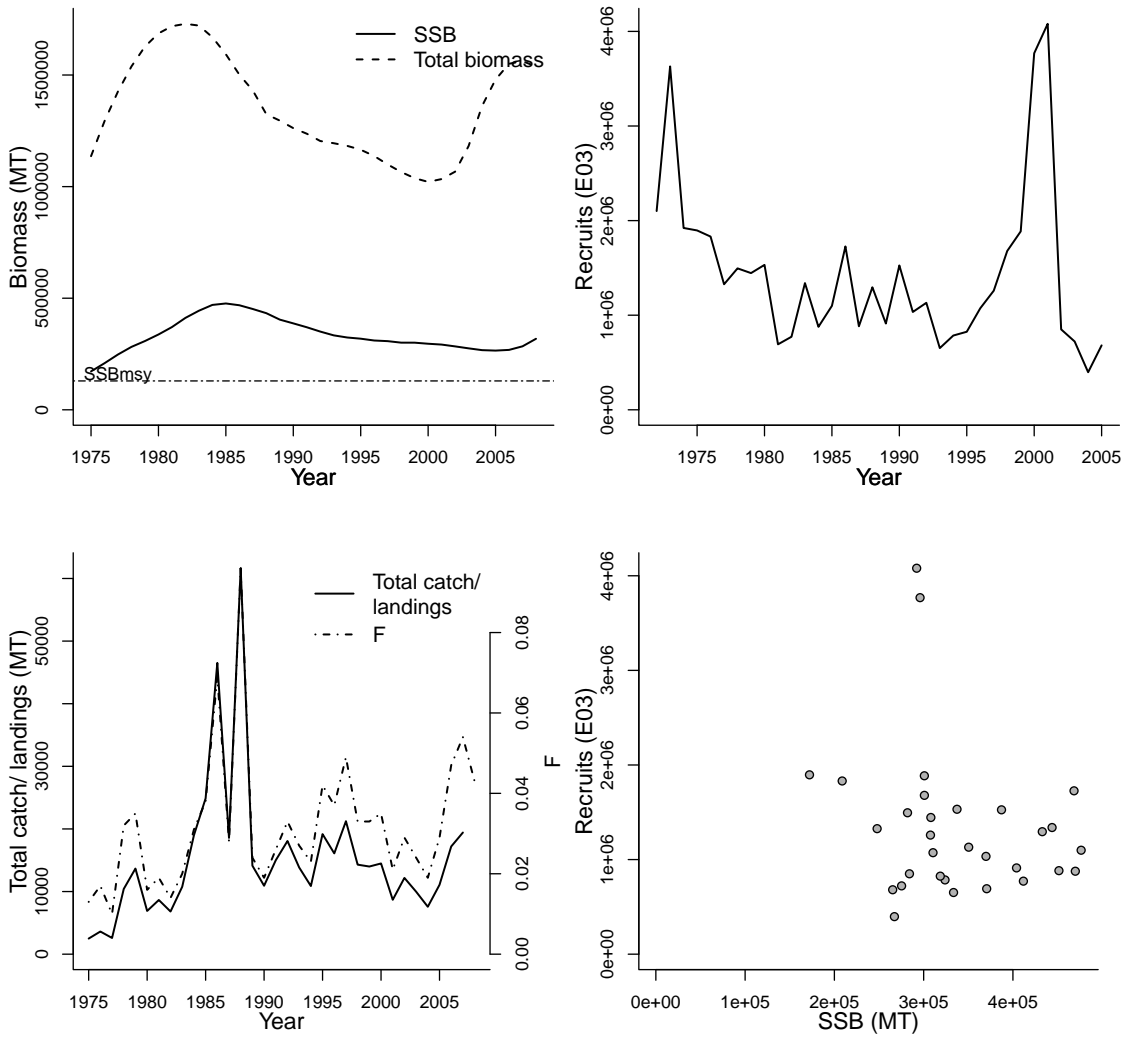 SSB
Total biomass
Biomass (MT)
0
500000
1000000
1500000
SSBmsy
1975
1980
1985
1990
1995
2000
2005
Year
Recruits (E03)
0e+00
1e+06
2e+06
3e+06
4e+06
1975
1980
1985
1990
1995
2000
2005
Year
Total catch/
landings
F
Total catch/ landings (MT)
0
10000
30000
50000
0.00
0.02
0.04
0.06
0.08
F
1975
1980
1985
1990
1995
2000
2005
Year
Recruits (E03)
0e+00
1e+06
2e+06
3e+06
4e+06
0e+00
1e+05
2e+05
3e+05
4e+05
SSB (MT)